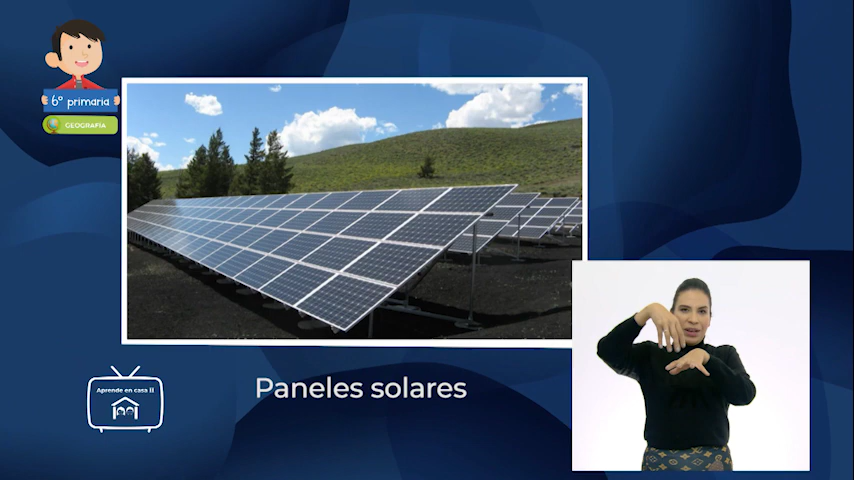 6° primaria
GEOGRAFÍA
Aprende en casa II
Paneles solares